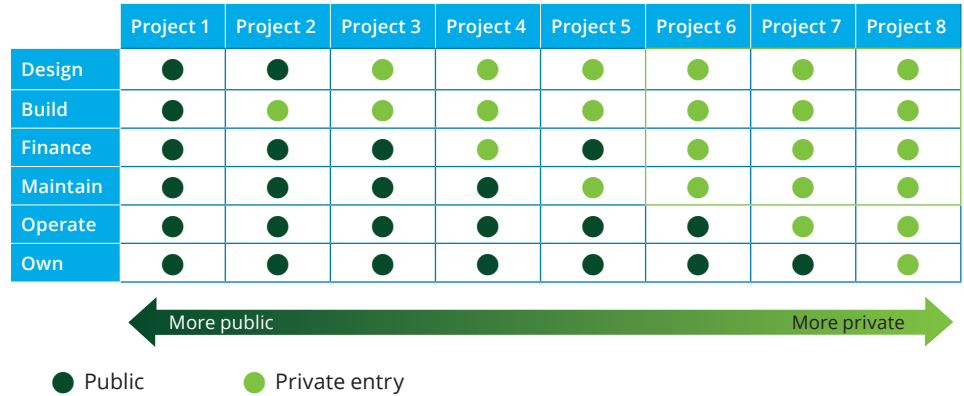 Project 1 Project 2 Project 3 Project 4 Project 5 Project 6 Project 7 Project 8
Design
Build
Finance
Maintain
Operate
Own
More public More private
Public Private entry